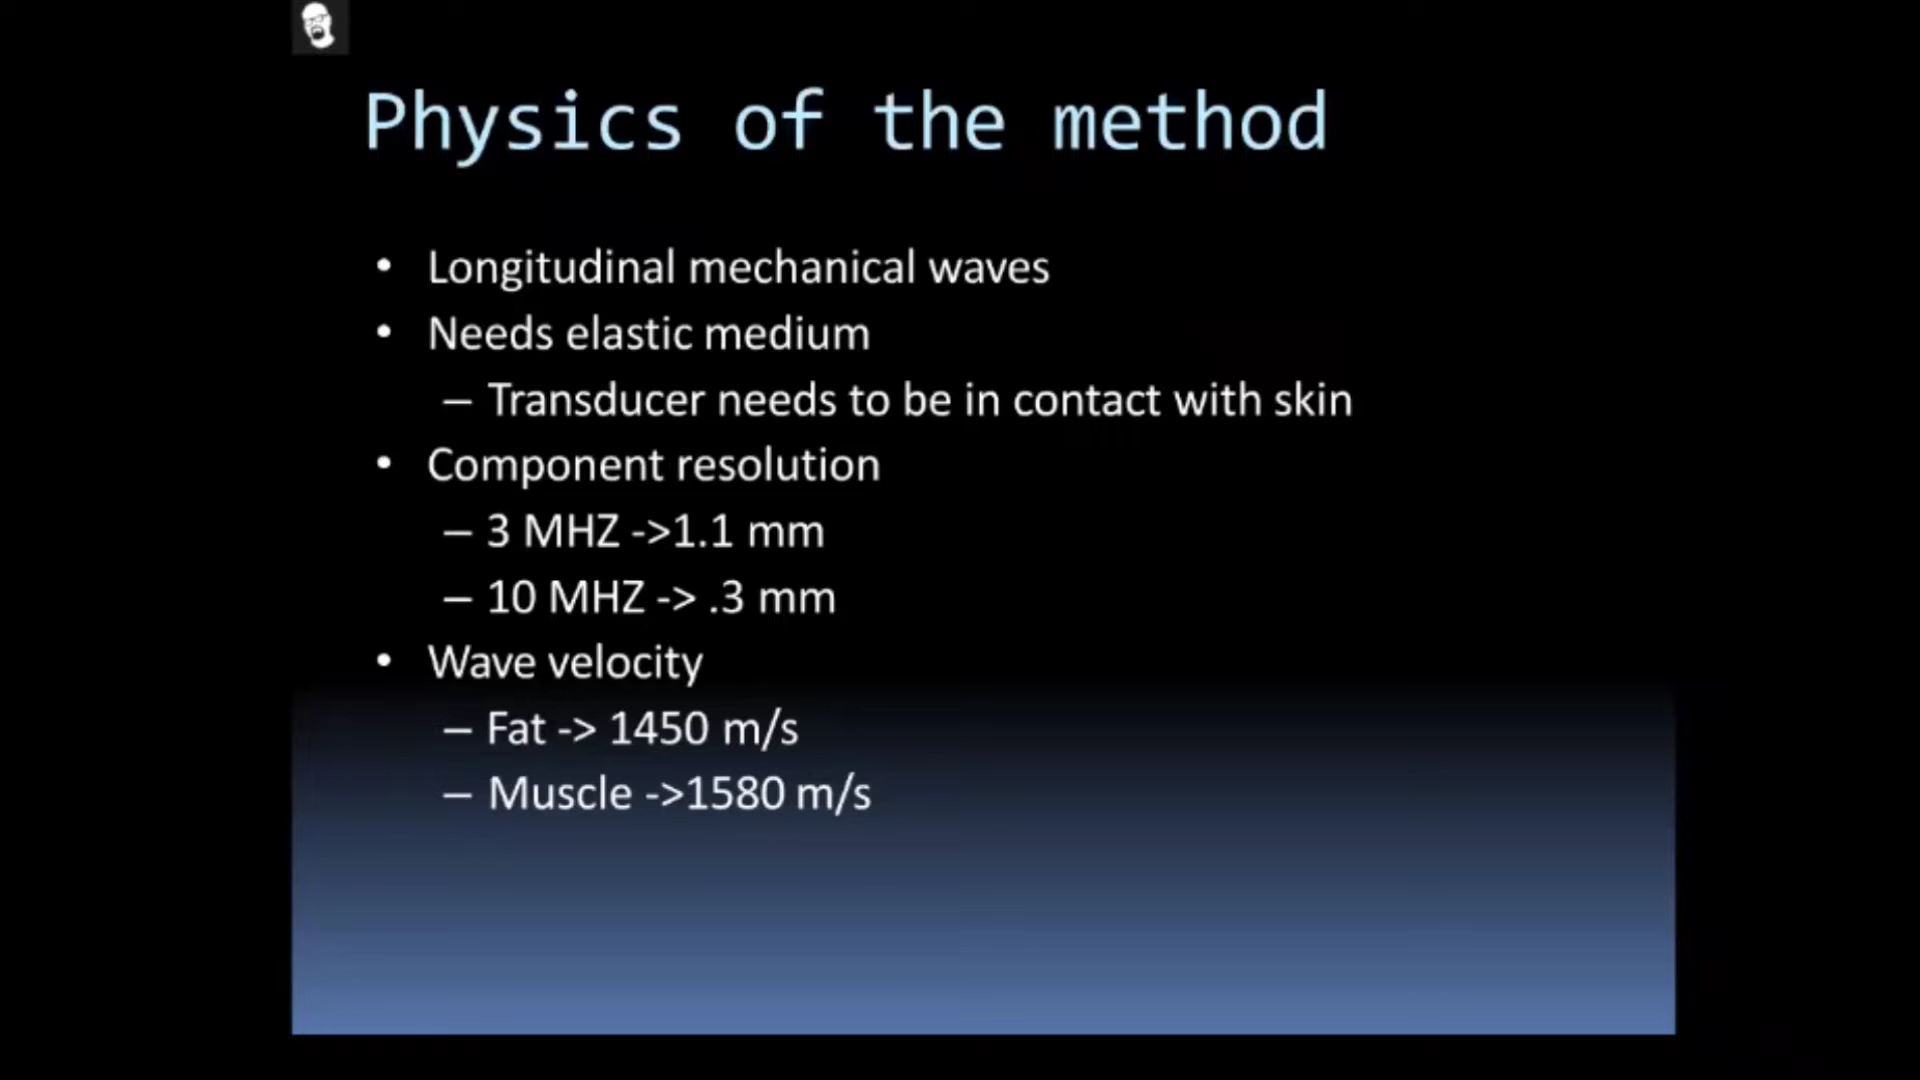 Physics of the method
• Longitudinal mechanical waves
• Needs elastic medium
– Transducer needs to be in contact with skin
• Component resolution
– 3 MHZ ->1.1 mm
– 10 MHZ -> .3 mm
• Wave velocity
– Fat -> 1450 m/s
– Muscle ->1580 m/s